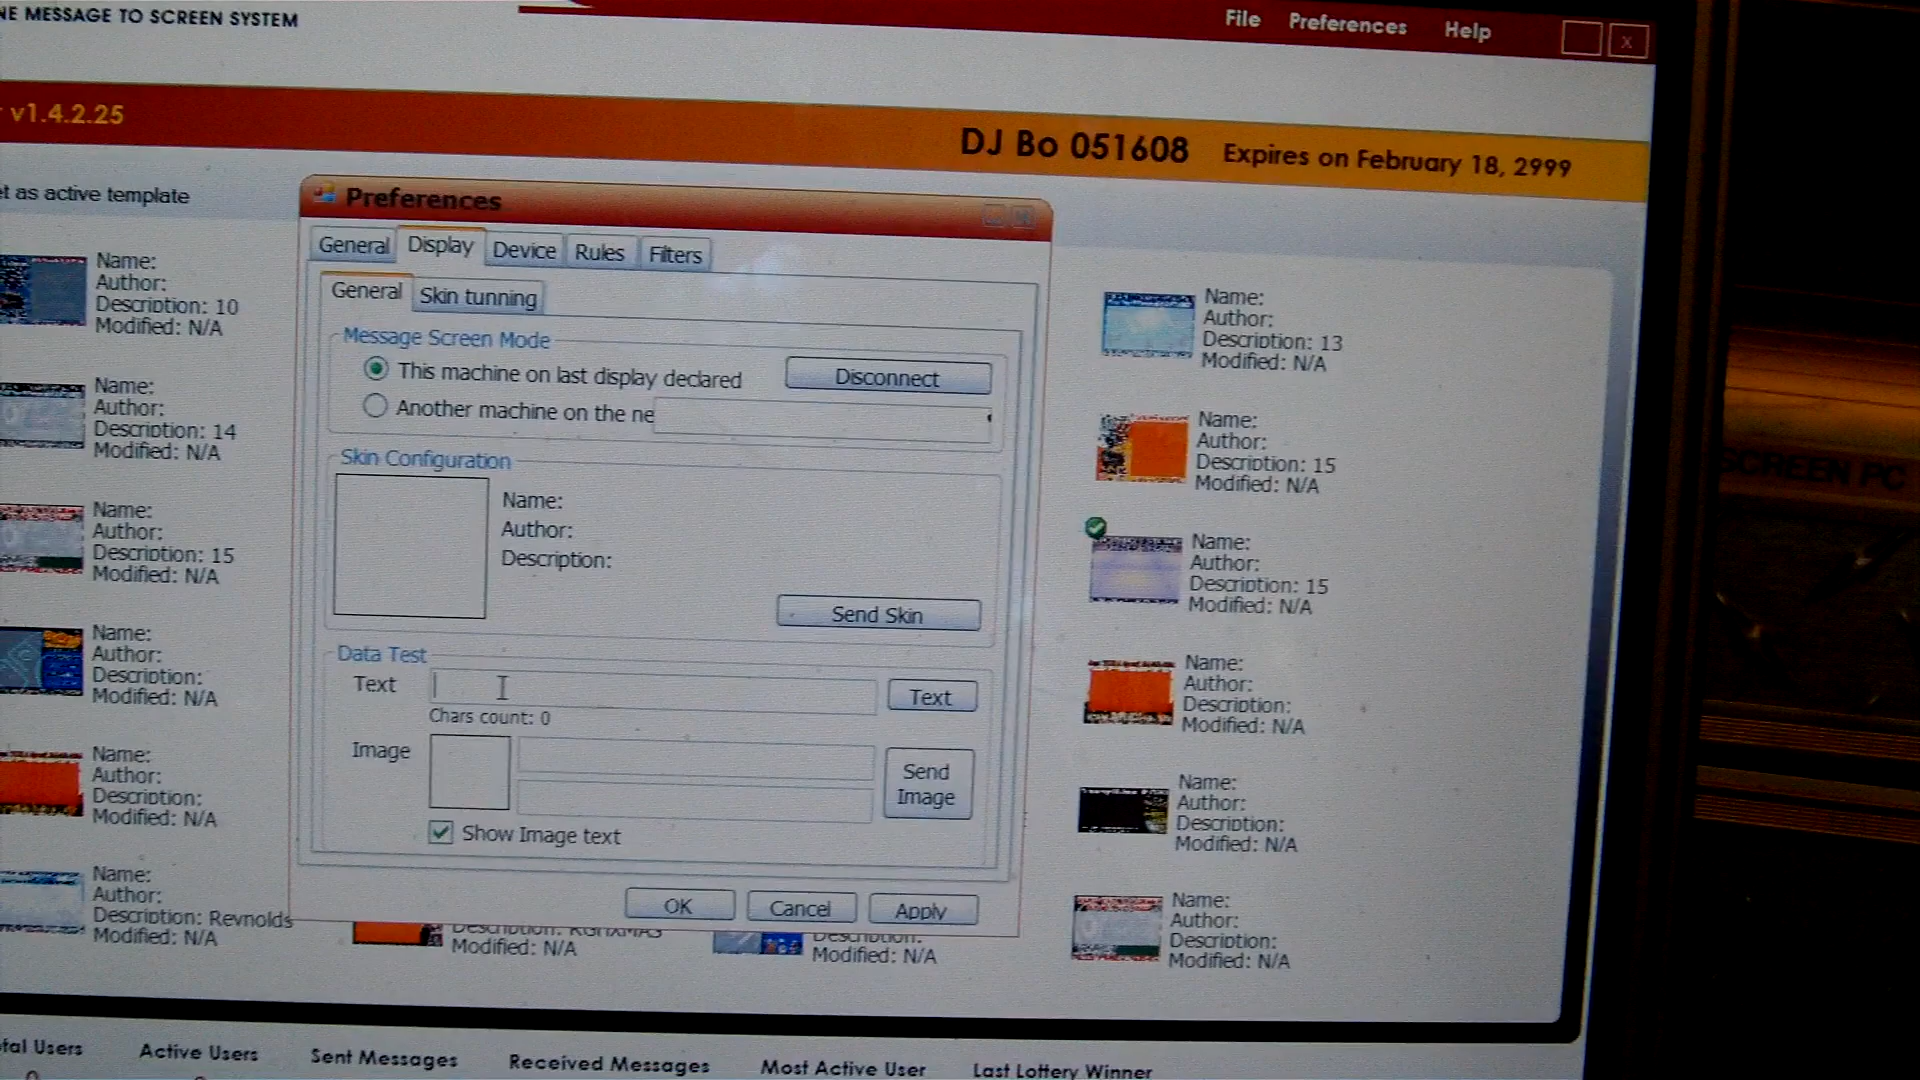 NE MESSAGE TO SCREEN SYSTEM
File Preferences Help
X
v1.4.2.25
DJ Bo 051608 Expires on February 18, 2999
et as active template
Preferences
General Display Device Rules Filters
General Skin tunning
Message Screen Mode
This machine on last display declared
Disconnect
Another machine on the ne
Skin Configuration
Name:
Author:
Description:
Send Skin
Data Test
Text
Text
Chars count: 0
Image
Send
Image
Show Image text
OK Cancel Apply
Name:
Author:
Description: 10
Modified: N/A
Name:
Author:
Description: 14
Modified: N/A
Name:
Author:
Description: 15
Modified: N/A
Name:
Author:
Description:
Modified: N/A
Name:
Author:
Description:
Modified: N/A
Name:
Author:
Description: Reynolds
Modified: N/A
Description: RGHXMAS
Modified: N/A
Description:
Modified: N/A
Name:
Author:
Description: 13
Modified: N/A
Name:
Author:
Description: 15
Modified: N/A
Name:
Author:
Description: 15
Modified: N/A
Name:
Author:
Description:
Modified: N/A
Name:
Author:
Description:
Modified: N/A
Name:
Author:
Description:
Modified: N/A
SCREEN PC
tal Users Active Users Sent Messages Received Messages Most Active User Last Lottery Winner